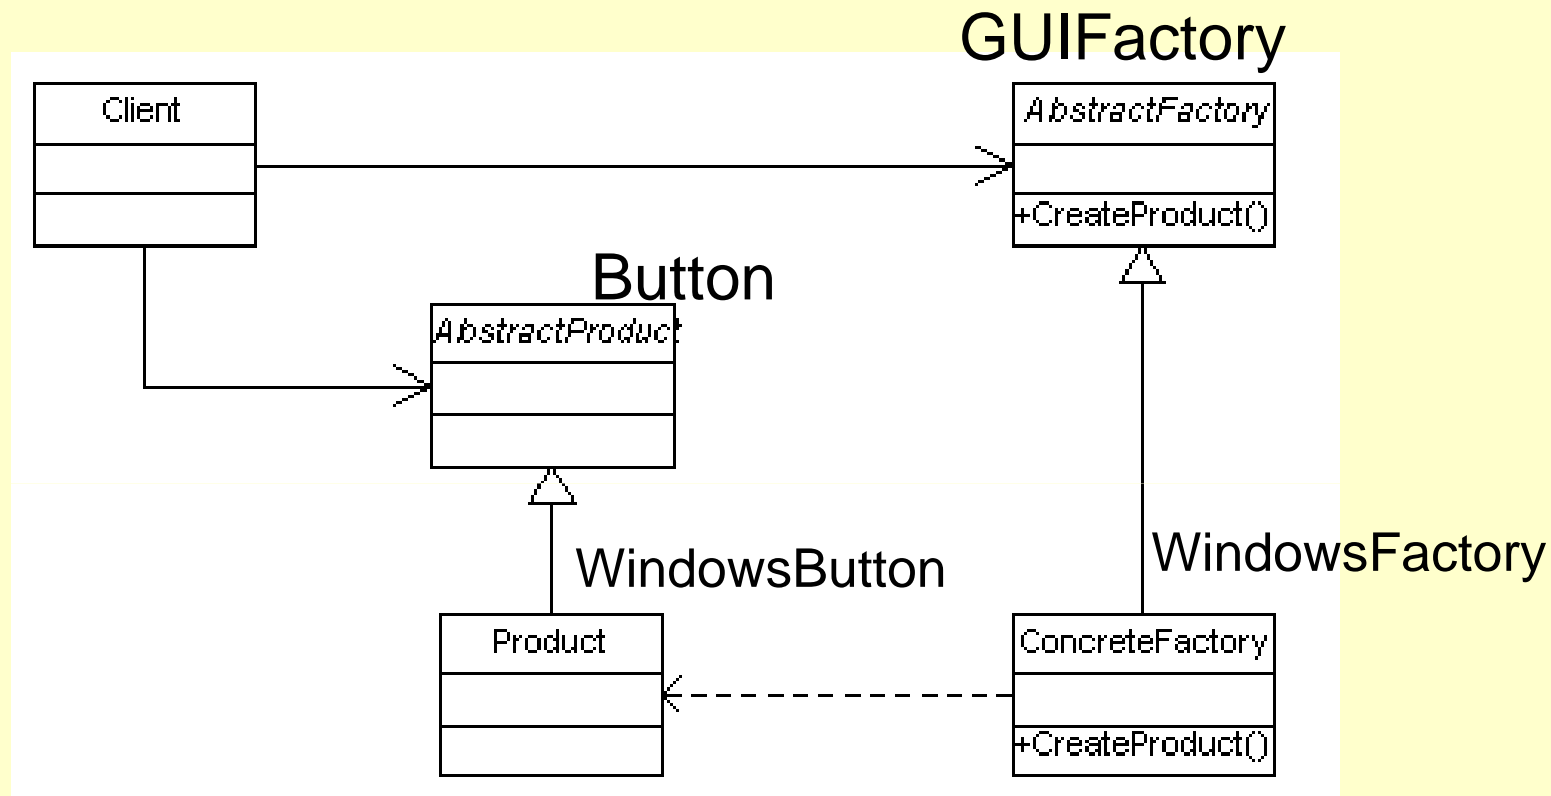 GUIFactory
Client
AbstractFactory
+CreateProduct()
Button
AbstractProduct
WindowsButton
WindowsFactory
Product
ConcreteFactory
+CreateProduct()